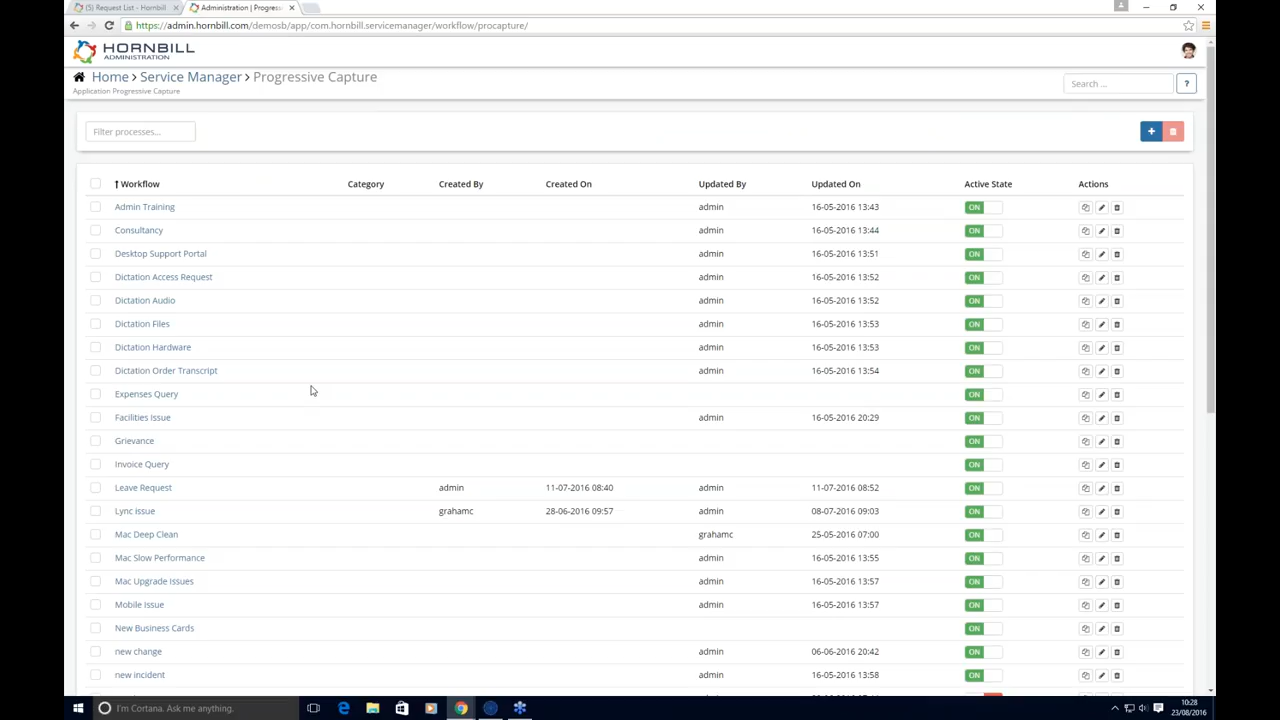 (5) Request List - Hornbill
Administration | Progress
https://admin.hornbill.com/demosb/app/com.hornbill.servicemanager/workflow/procapture/
HORNBILL
ADMINISTRATION
Home > Service Manager > Progressive Capture
Application Progressive Capture
Search ...
?
Filter processes...
Workflow Category Created By Created On Updated By Updated On Active State Actions
Admin Training admin 16-05-2016 13:43 ON
Consultancy admin 16-05-2016 13:44 ON
Desktop Support Portal admin 16-05-2016 13:51 ON
Dictation Access Request admin 16-05-2016 13:52 ON
Dictation Audio admin 16-05-2016 13:52 ON
Dictation Files admin 16-05-2016 13:53 ON
Dictation Hardware admin 16-05-2016 13:53 ON
Dictation Order Transcript admin 16-05-2016 13:54 ON
Expenses Query ON
Facilities Issue admin 16-05-2016 20:29 ON
Grievance ON
Invoice Query ON
Leave Request admin 11-07-2016 08:40 admin 11-07-2016 08:52 ON
Lync issue grahamc 28-06-2016 09:57 admin 08-07-2016 09:03 ON
Mac Deep Clean grahamc 25-05-2016 07:00 ON
Mac Slow Performance admin 16-05-2016 13:55 ON
Mac Upgrade Issues admin 16-05-2016 13:57 ON
Mobile Issue admin 16-05-2016 13:57 ON
New Business Cards ON
new change admin 06-06-2016 20:42 ON
new incident admin 16-05-2016 13:58 ON
I'm Cortana. Ask me anything.
10:28
23/08/2016